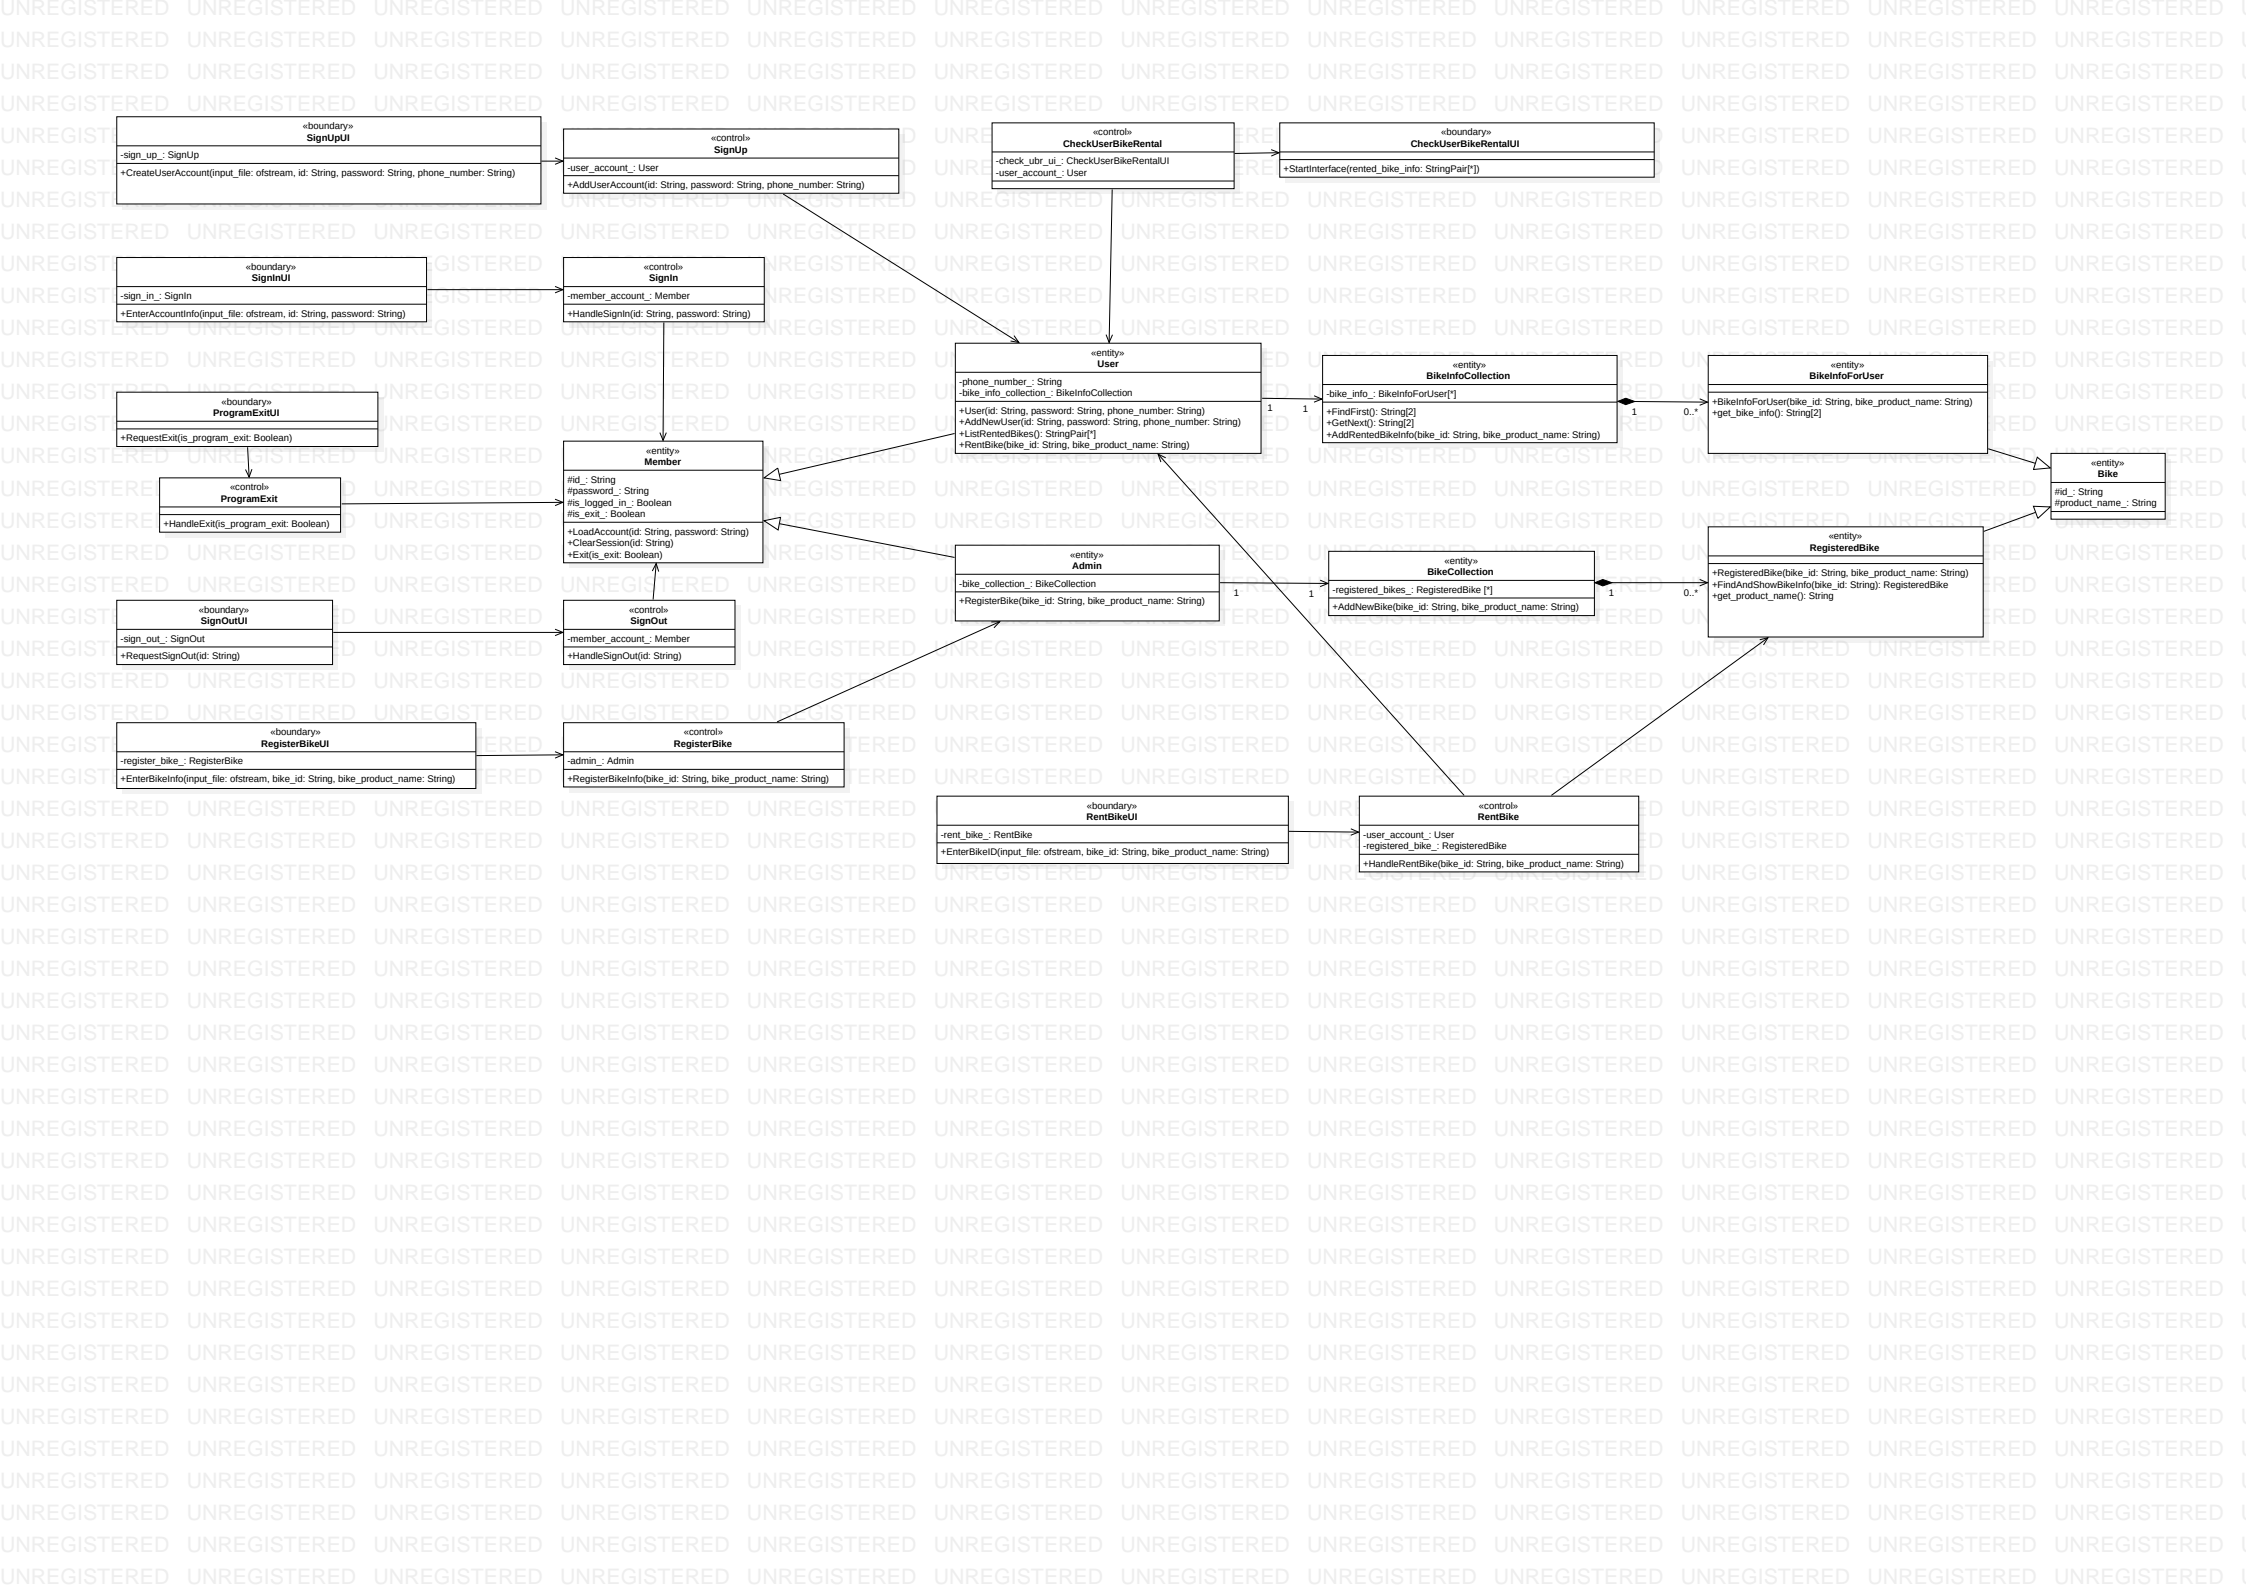 «boundary»
SignUpUI
-sign_up_: SignUp
+CreateUserAccount(input_file: ofstream, id: String, password: String, phone_number: String)
«control»
SignUp
-user_account_: User
+AddUserAccount(id: String, password: String, phone_number: String)
«control»
CheckUserBikeRental
-check_ubr_ui_: CheckUserBikeRentalUI
-user_account_: User
«boundary»
CheckUserBikeRentalUI
+StartInterface(rented_bike_info: StringPair[*])
«boundary»
SignInUI
-sign_in_: SignIn
+EnterAccountInfo(input_file: ofstream, id: String, password: String)
«control»
SignIn
-member_account_: Member
+HandleSignIn(id: String, password: String)
«entity»
User
-phone_number_: String
-bike_info_collection_: BikeInfoCollection
+User(id: String, password: String, phone_number: String)
+AddNewUser(id: String, password: String, phone_number: String)
+ListRentedBikes(): StringPair[*]
+RentBike(bike_id: String, bike_product_name: String)
1
1
«entity»
BikeInfoCollection
-bike_info_: BikeInfoForUser[*]
+FindFirst(): String[2]
+GetNext(): String[2]
+AddRentedBikeInfo(bike_id: String, bike_product_name: String)
1
0..*
«entity»
BikeInfoForUser
+BikeInfoForUser(bike_id: String, bike_product_name: String)
+get_bike_info(): String[2]
«boundary»
ProgramExitUI
+RequestExit(is_program_exit: Boolean)
«control»
ProgramExit
+HandleExit(is_program_exit: Boolean)
«entity»
Member
#id_: String
#password_: String
#is_logged_in_: Boolean
#is_exit_: Boolean
+LoadAccount(id: String, password: String)
+ClearSession(id: String)
+Exit(is_exit: Boolean)
«entity»
Bike
#id_: String
#product_name_: String
«entity»
Admin
-bike_collection_: BikeCollection
+RegisterBike(bike_id: String, bike_product_name: String)
1
1
«entity»
BikeCollection
-registered_bikes_: RegisteredBike [*]
+AddNewBike(bike_id: String, bike_product_name: String)
1
0..*
«entity»
RegisteredBike
+RegisteredBike(bike_id: String, bike_product_name: String)
+FindAndShowBikeInfo(bike_id: String): RegisteredBike
+get_product_name(): String
«boundary»
SignOutUI
-sign_out_: SignOut
+RequestSignOut(id: String)
«control»
SignOut
-member_account_: Member
+HandleSignOut(id: String)
«boundary»
RegisterBikeUI
-register_bike_: RegisterBike
+EnterBikeInfo(input_file: ofstream, bike_id: String, bike_product_name: String)
«control»
RegisterBike
-admin_: Admin
+RegisterBikeInfo(bike_id: String, bike_product_name: String)
«boundary»
RentBikeUI
-rent_bike_: RentBike
+EnterBikeID(input_file: ofstream, bike_id: String, bike_product_name: String)
«control»
RentBike
-user_account_: User
-registered_bike_: RegisteredBike
+HandleRentBike(bike_id: String, bike_product_name: String)
UNREGISTERED